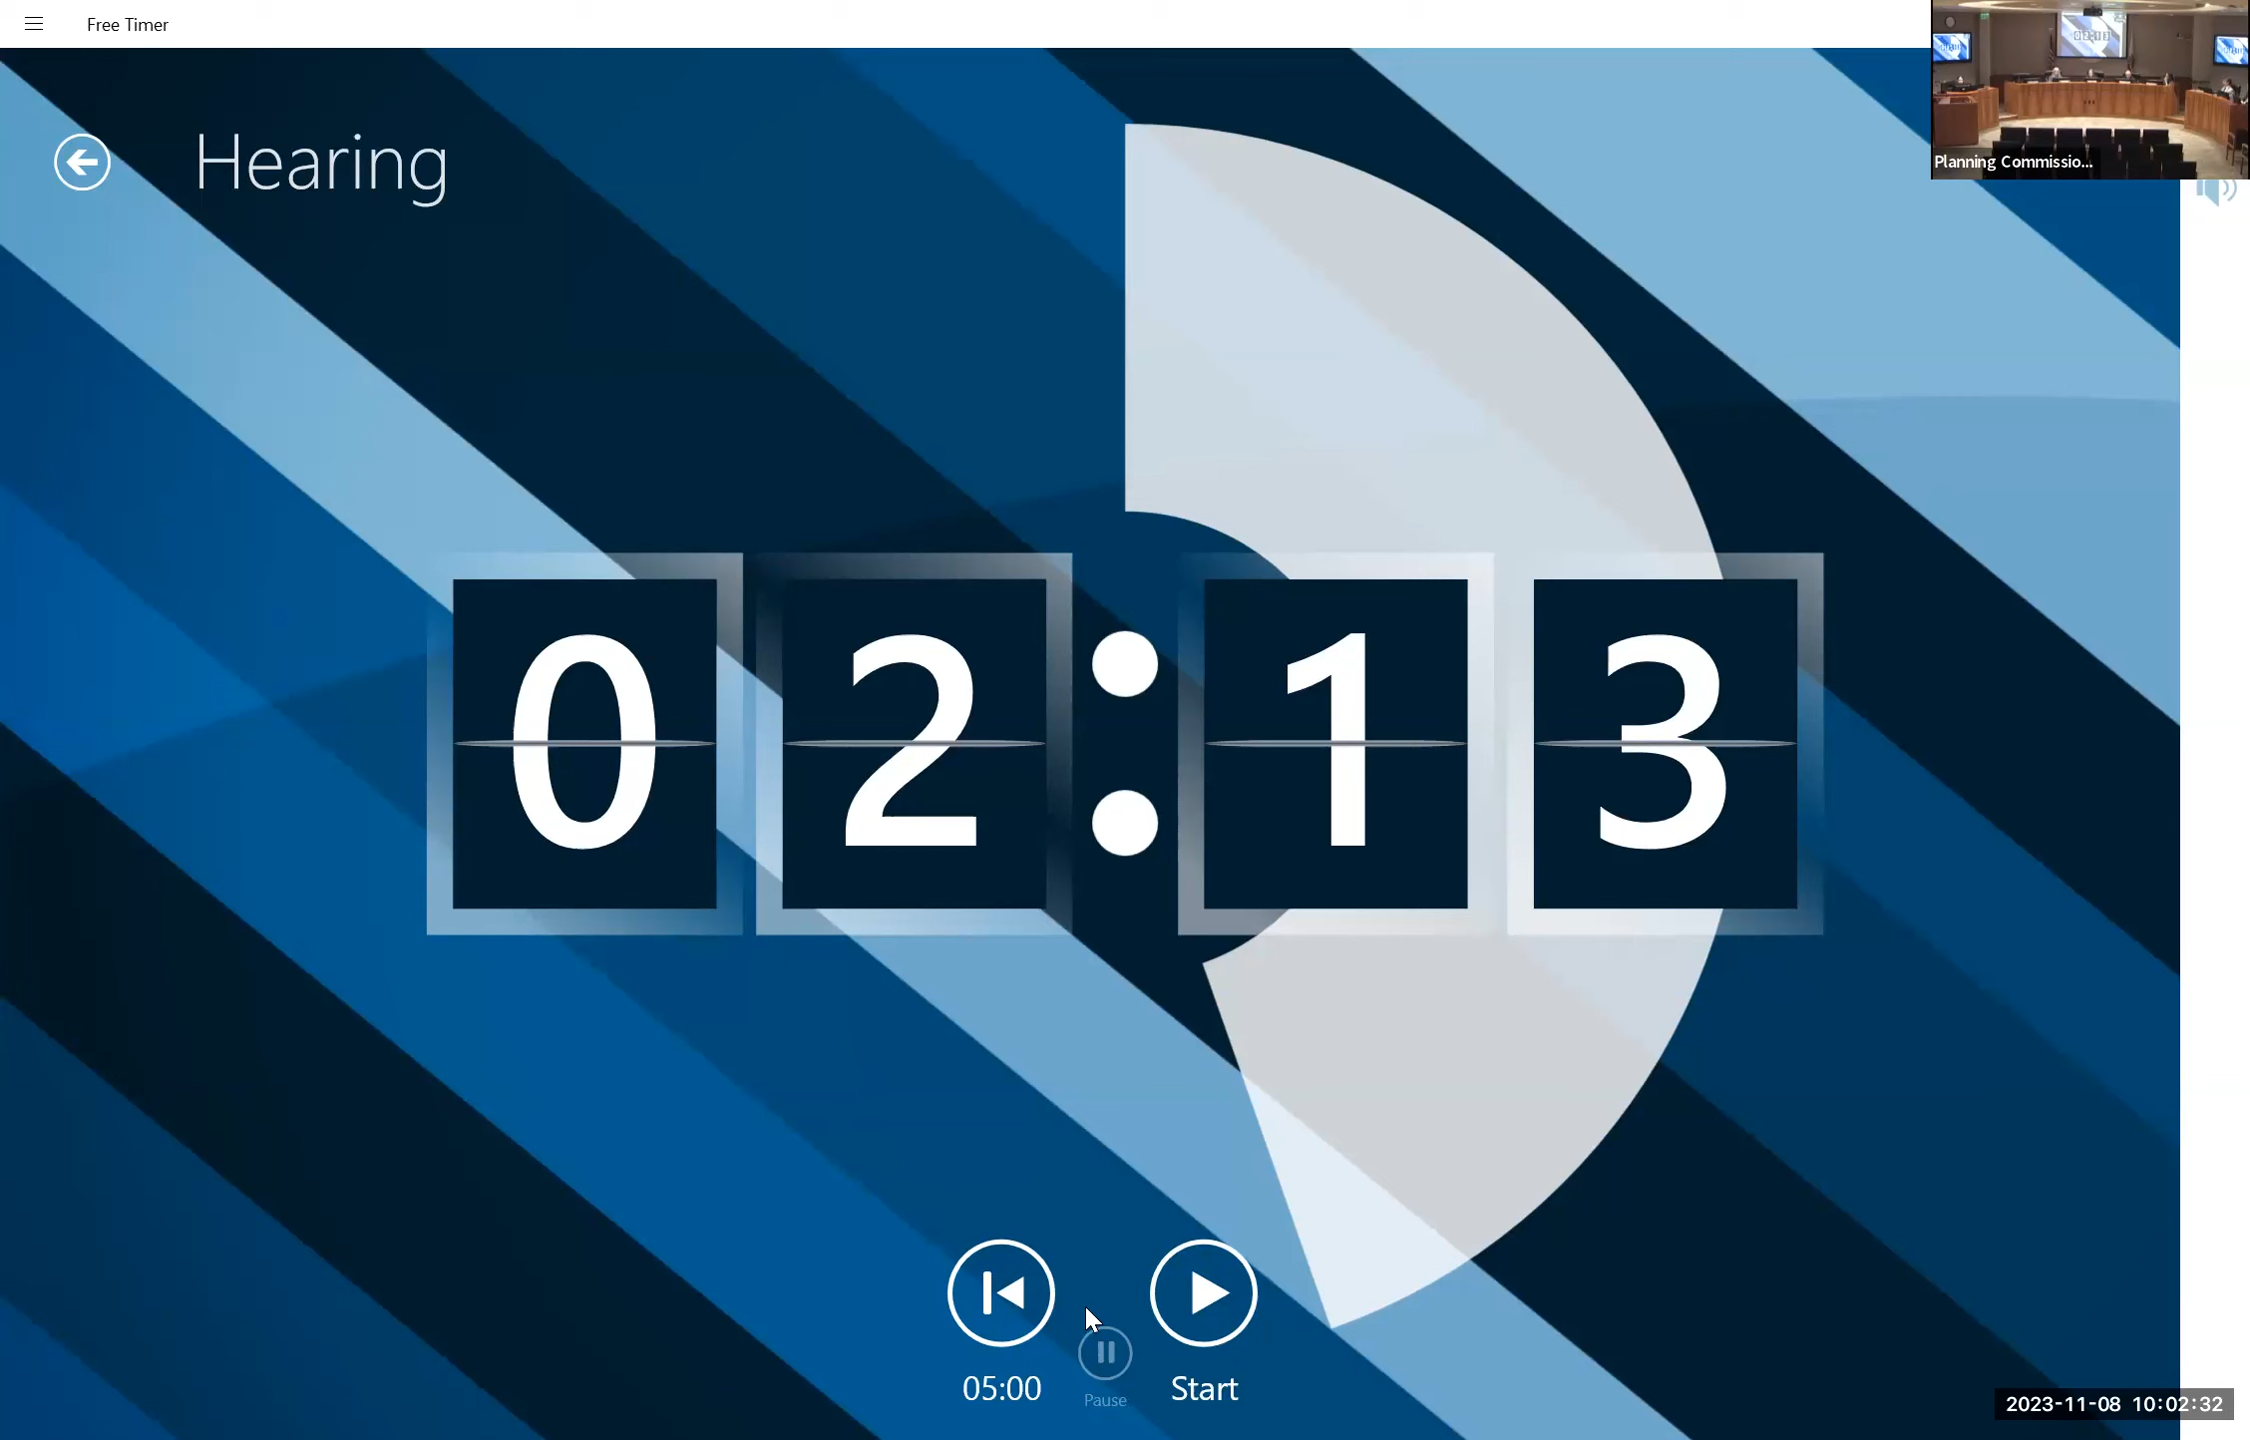 Free Timer
Planning Commissio...
Hearing
02:13
05:00
Pause
Start
2023-11-08 10:02:32